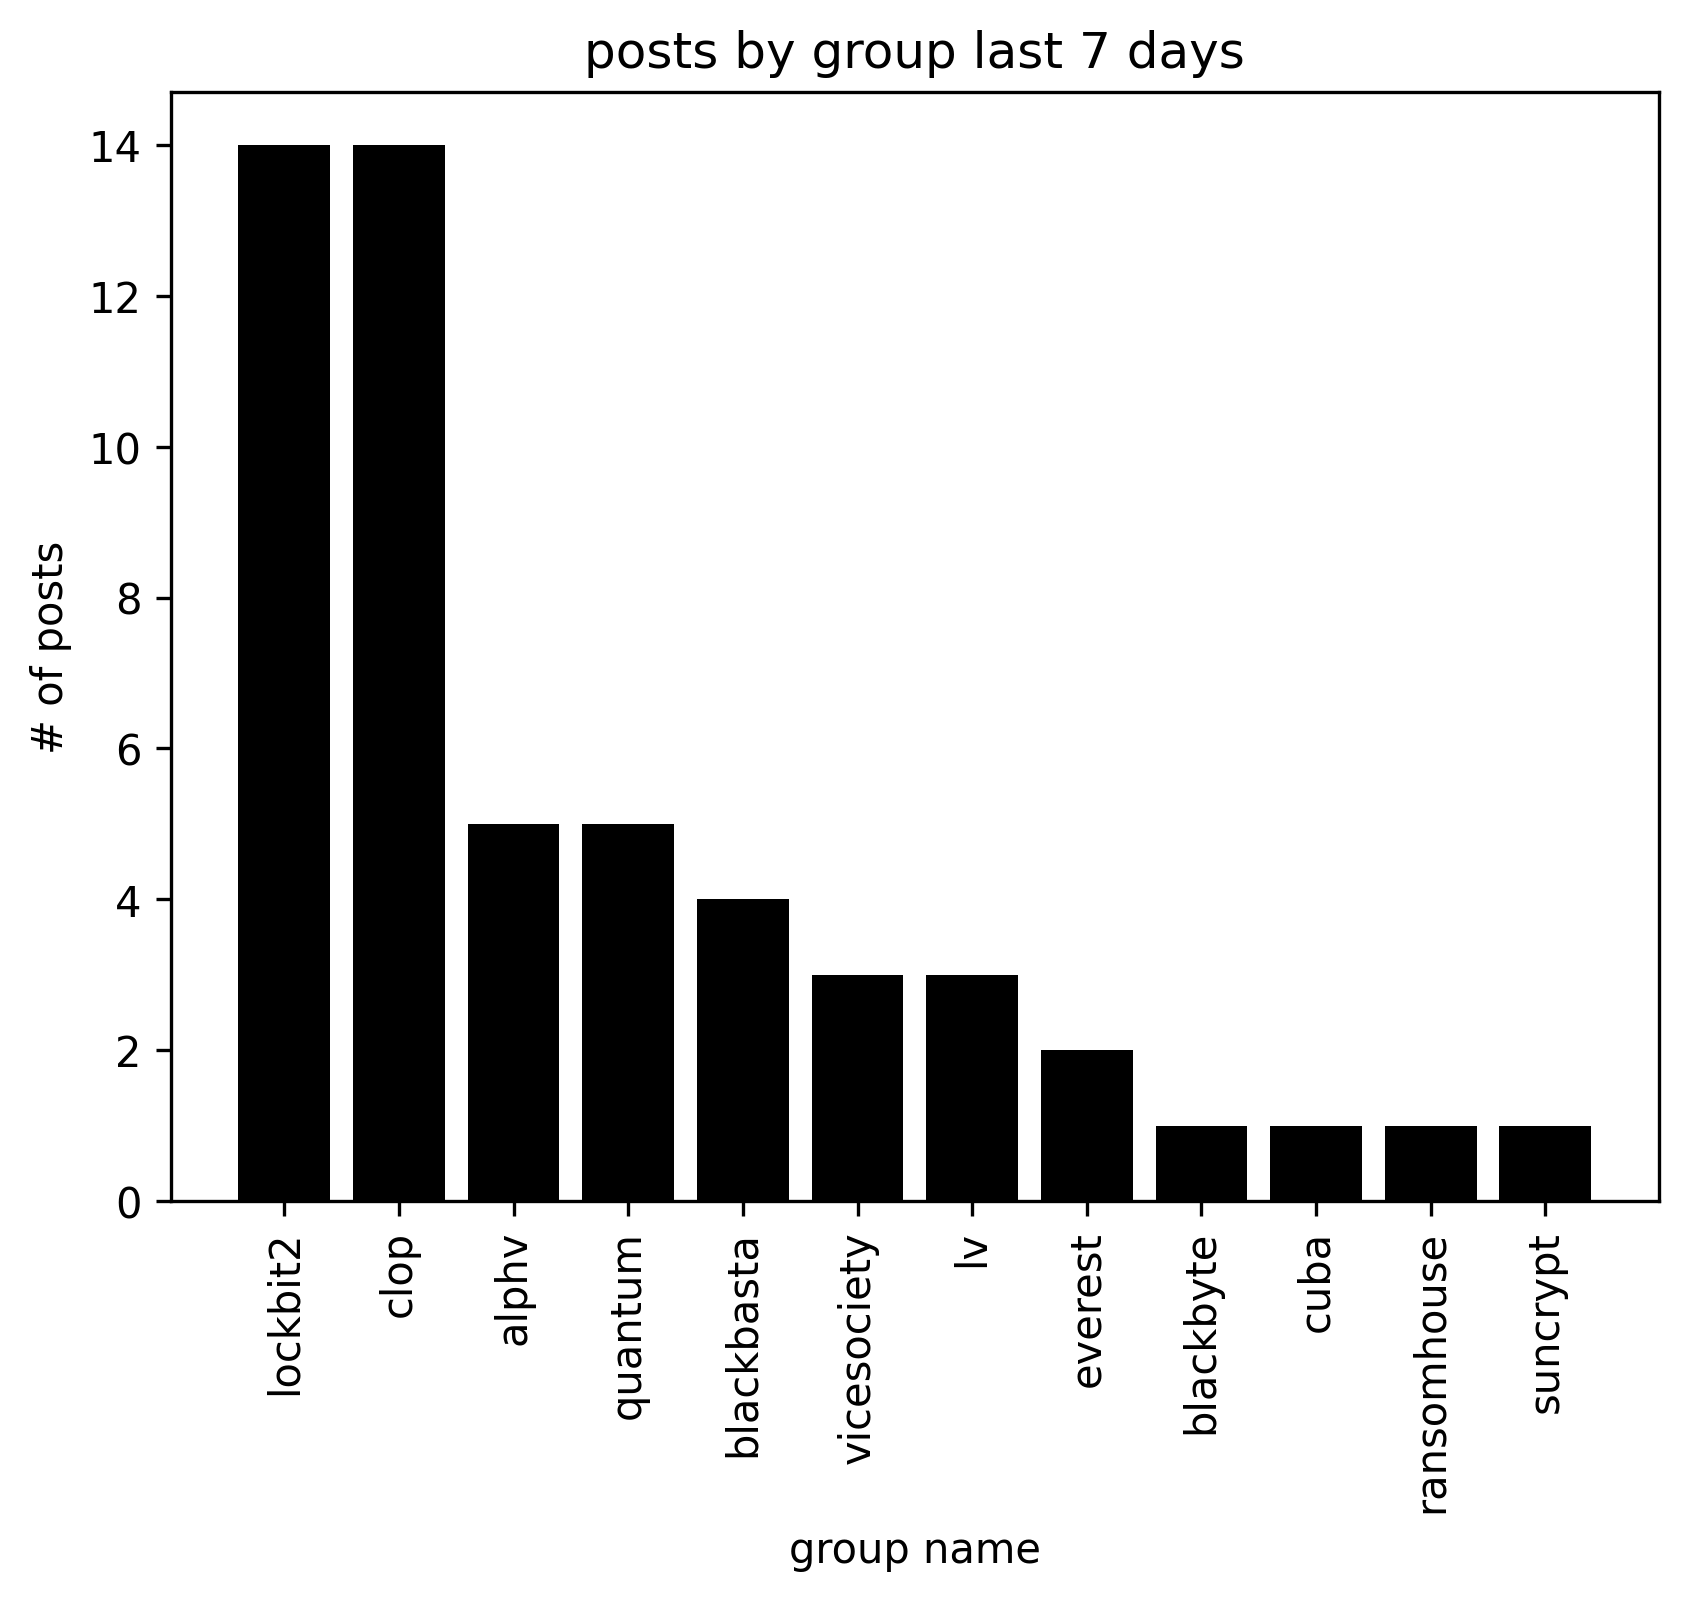 posts by group last 7 days
14
12
10
8
6
4
2
0
# of posts
lockbit2
clop
alphv
quantum
blackbasta
vicesociety
lv
everest
blackbyte
cuba
ransomhouse
suncrypt
group name